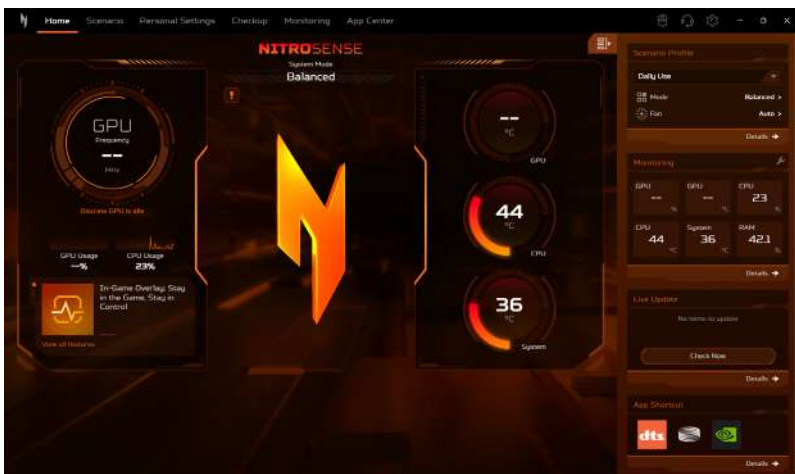 Home Scenario Personal Settings Checkup Monitoring App Center
NITROSENSE
System Mode
Balanced
GPU
Frequency
--
MHz
Discrete GPU is idle
GPU Usage
--%
CPU Usage
23%
In-Game Overlay: Stay
in the Game, Stay in
Control
View all features
--
°C
GPU
44
°C
CPU
36
°C
System
Scenario Profile
Daily Use
Mode Balanced >
Fan Auto >
Details
Monitoring
GPU GPU CPU
-- -- 23
% °C %
CPU System RAM
44 36 42.1
°C °C %
Details
Live Update
No items to update
Check Now
Details
App Shortcut
dts
Details